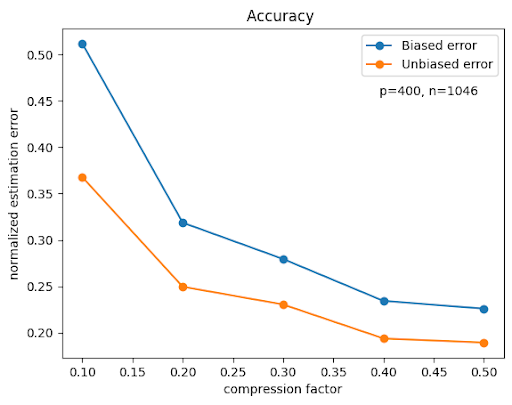 Accuracy
Biased error
Unbiased error
p=400, n=1046
normalized estimation error
0.50
0.45
0.40
0.35
0.30
0.25
0.20
0.10
0.15
0.20
0.25
0.30
0.35
0.40
0.45
0.50
compression factor